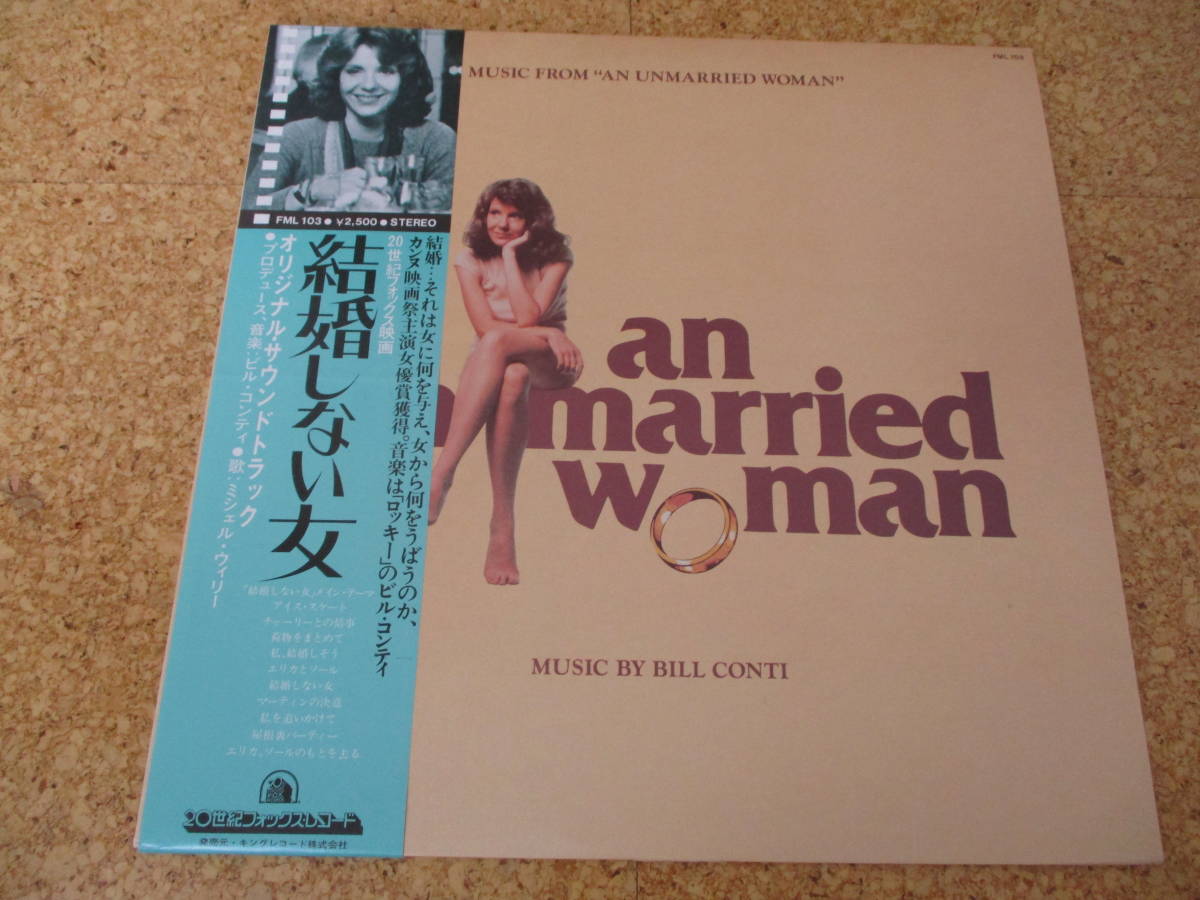 FML 103
MUSIC FROM "AN UNMARRIED WOMAN"
FML 103 ● ¥2,500 ● STEREO
結婚…それは女に何を与え、女から何をうばうのか、
カンヌ映画祭主演女優賞獲得。音楽は「ロッキー」のビル・コンティ
20世紀フォックス映画
結婚しない女
オリジナル・サウンドトラック
●プロデュース、音楽:ビル・コンティ●歌:ミシェル・ウィリー
「結婚しない女」メイン・テーマ
アイス・スケート
チャーリーとの情事
荷物をまとめて
私、結婚しそう
エリカとソール
結婚しない女
マーティンの決意
私を追いかけて
屋根裏パーティー
エリカ、ソールのもとを去る
20世紀フォックス・レコード
発売元・キングレコード株式会社
an
married
woman
MUSIC BY BILL CONTI